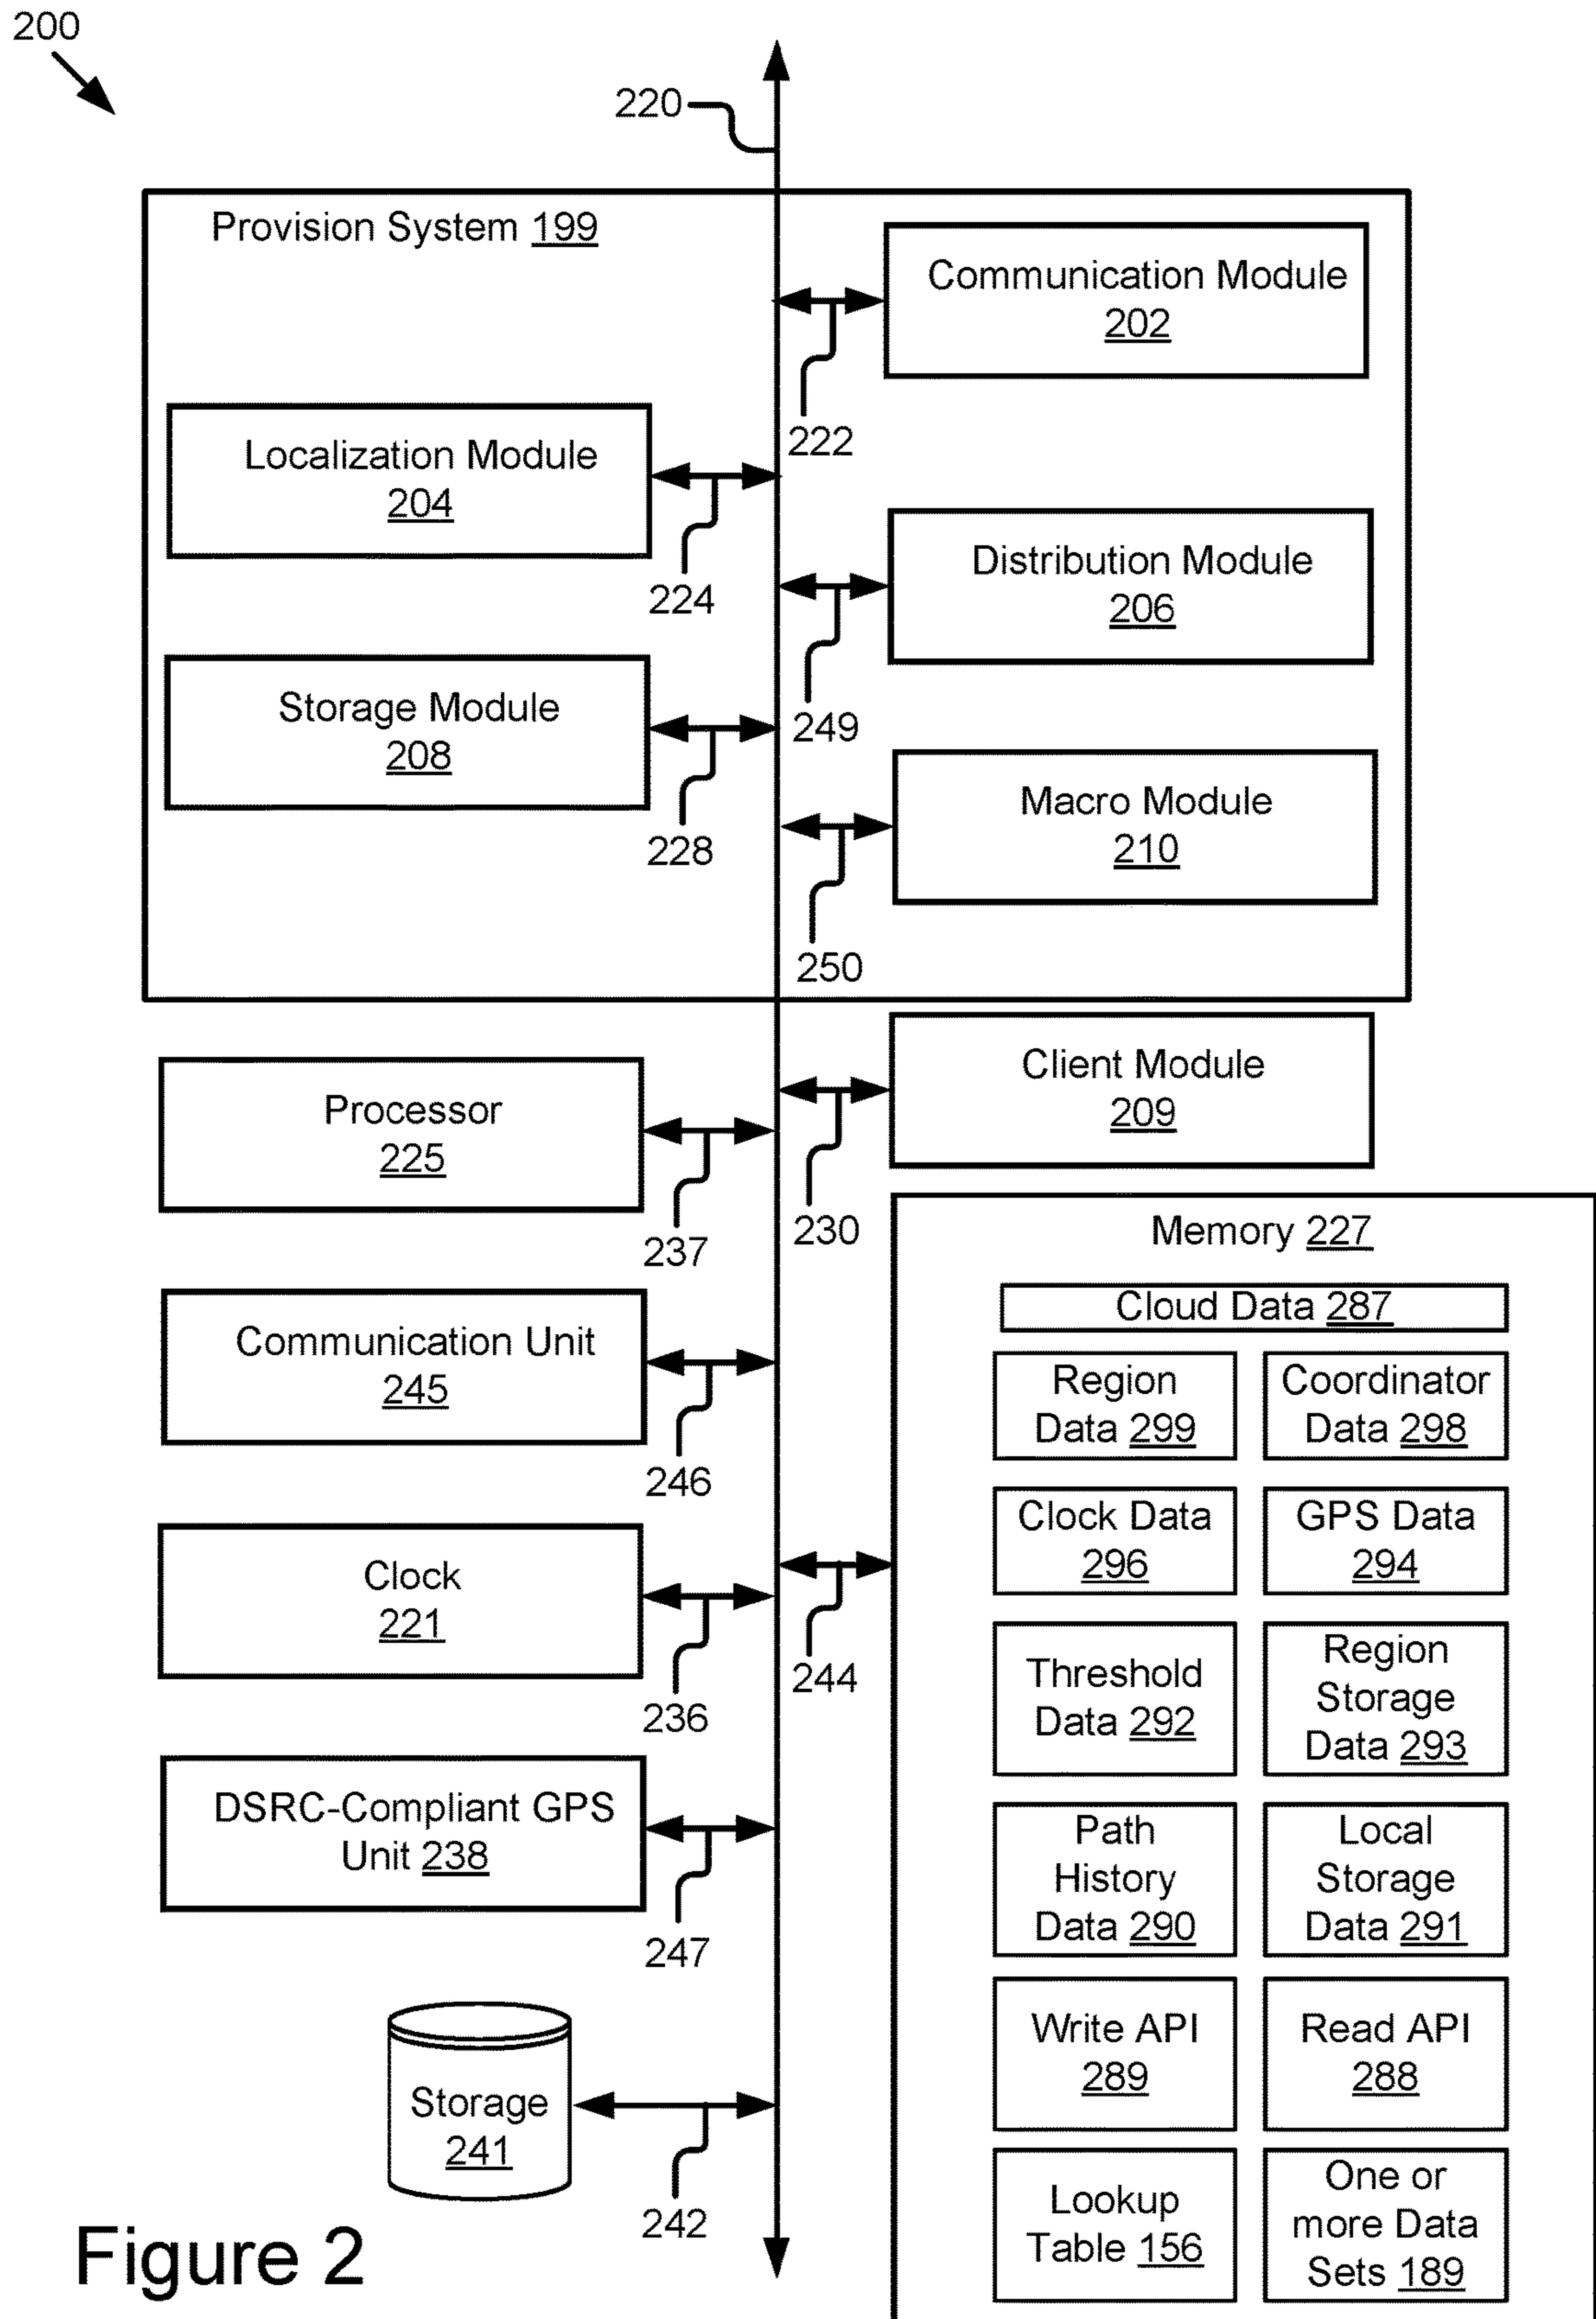 200
220
Provision System 199
Communication Module
202
222
Localization Module
204
224
Distribution Module
206
249
Storage Module
208
228
Macro Module
210
250
Client Module
209
230
Processor
225
237
Communication Unit
245
246
Clock
221
236
244
DSRC-Compliant GPS
Unit 238
247
Storage
241
242
Memory 227
Cloud Data 287
Region
Data 299
Coordinator
Data 298
Clock Data
296
GPS Data
294
Threshold
Data 292
Region
Storage
Data 293
Path
History
Data 290
Local
Storage
Data 291
Write API
289
Read API
288
Lookup
Table 156
One or
more Data
Sets 189
Figure 2